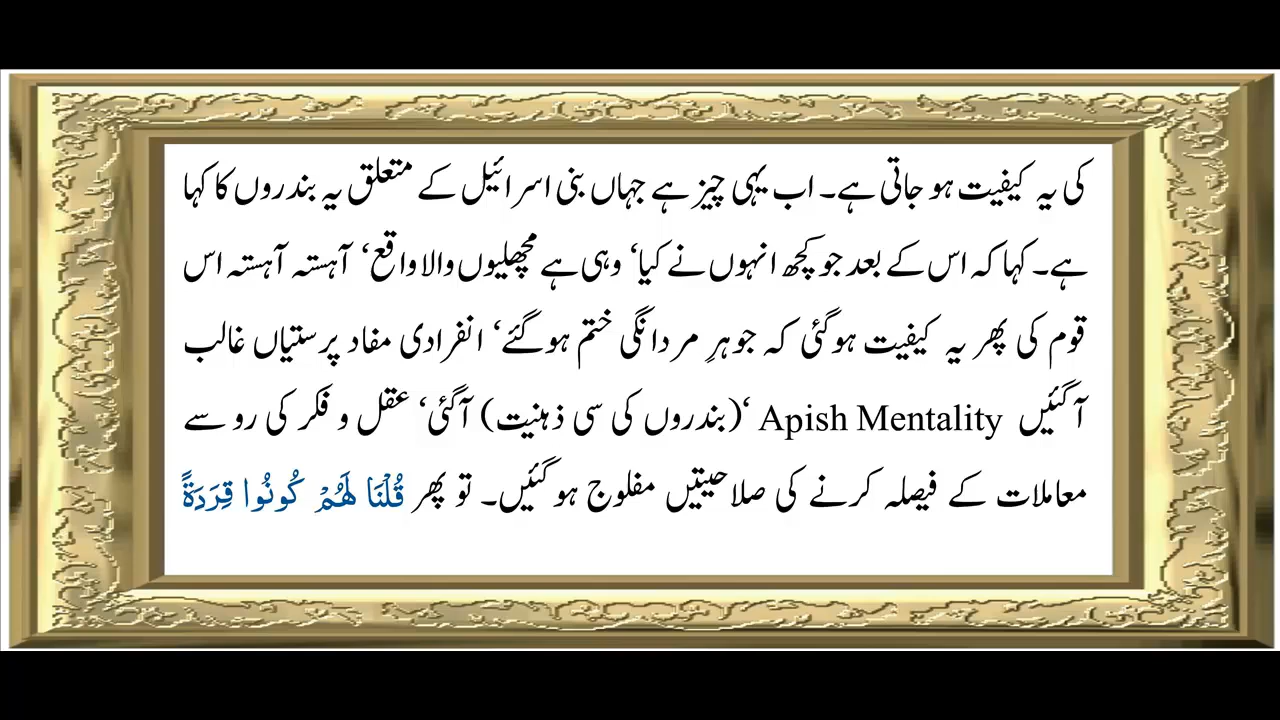 کی یہ کیفیت ہو جاتی ہے۔ اب یہی چیز ہے جہاں بنی اسرائیل کے متعلق یہ بندروں کا کہا
ہے۔ کہا کہ اس کے بعد جو کچھ انہوں نے کیا‘ وہی ہے مچھلیوں والا واقع‘ آہستہ آہستہ اس
قوم کی پھر یہ کیفیت ہوگئی کہ جوہرِ مردانگی ختم ہوگئے‘ انفرادی مفاد پرستیاں غالب
آ گئیں Apish Mentality ‘(بندروں کی سی ذہنیت) آگئی‘ عقل و فکر کی رو سے
معاملات کے فیصلہ کرنے کی صلاحیتیں مفلوج ہو گئیں۔ تو پھر قُلْنَا لَهُمْ كُونُوا قِرَدَةً